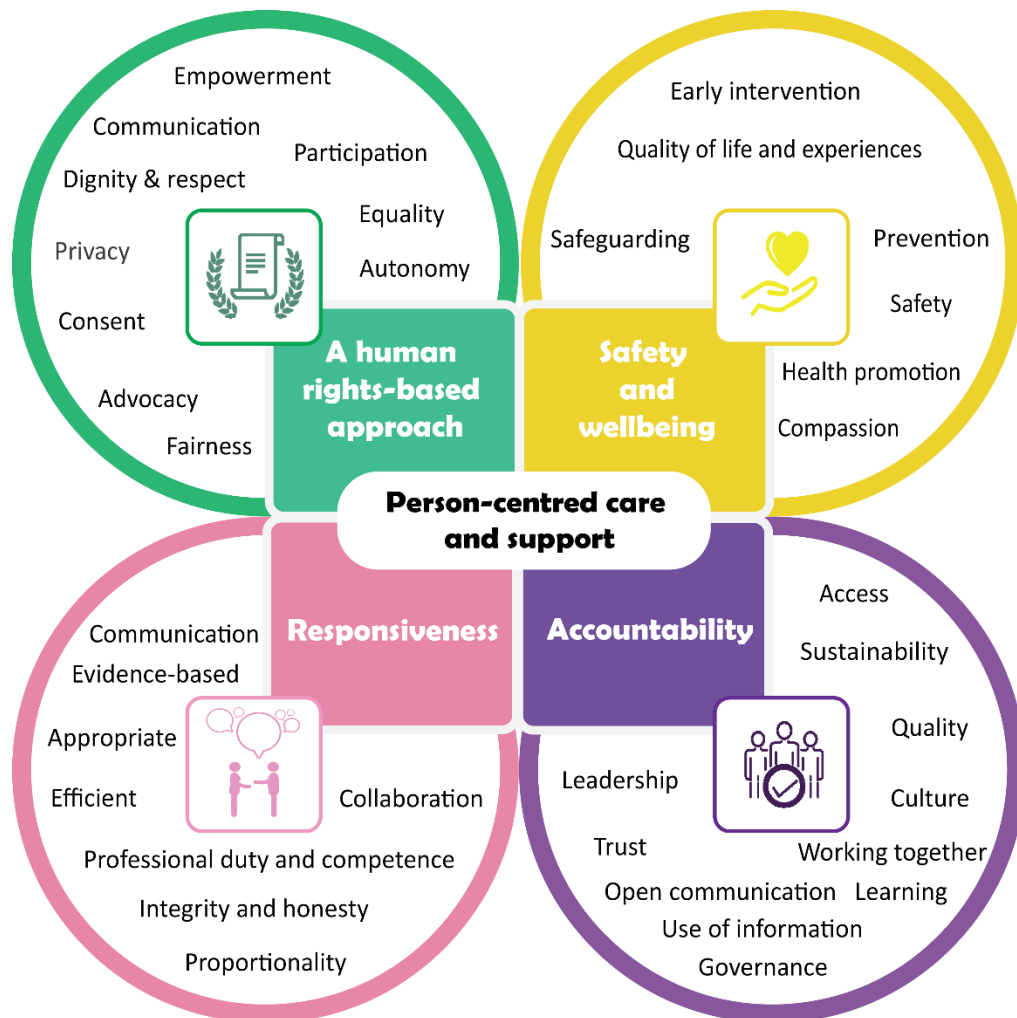 Empowerment
Communication
Participation
Dignity & respect
Equality
Privacy
Autonomy
Consent
Advocacy
Fairness
A human
rights-based
approach
Early intervention
Quality of life and experiences
Safeguarding
Prevention
Safety
Health promotion
Compassion
Safety
and
wellbeing
Person-centred care
and support
Responsiveness
Communication
Evidence-based
Appropriate
Efficient
Collaboration
Professional duty and competence
Integrity and honesty
Proportionality
Accountability
Access
Sustainability
Quality
Leadership
Culture
Trust
Working together
Open communication
Learning
Use of information
Governance